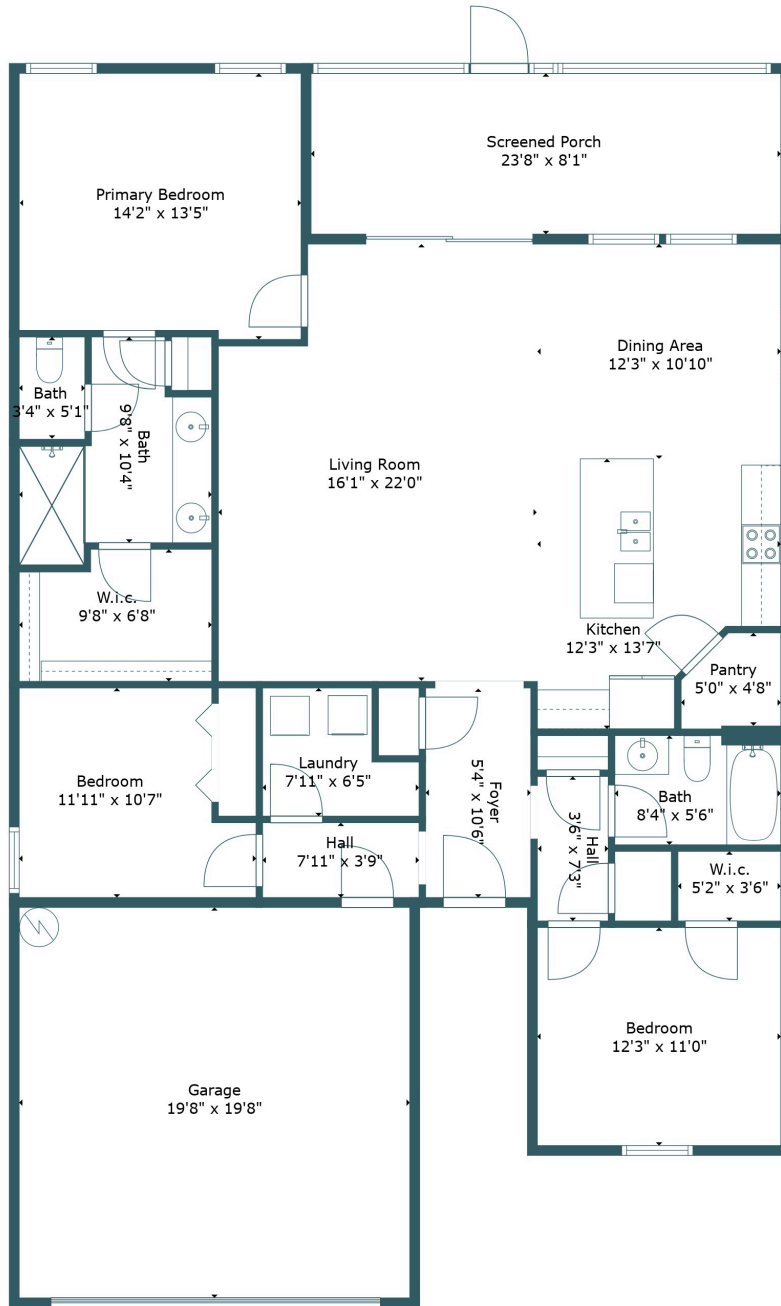 Screened Porch
23'8" x 8'1"
Primary Bedroom
14'2" x 13'5"
Dining Area
12'3" x 10'10"
Bath
3'4" x 5'1"
Bath
9'8" x 10'4"
Living Room
16'1" x 22'0"
W.i.c.
9'8" x 6'8"
Kitchen
12'3" x 13'7"
Pantry
5'0" x 4'8"
Bedroom
11'11" x 10'7"
Laundry
7'11" x 6'5"
Foyer
5'4" x 10'6"
Bath
8'4" x 5'6"
Hall
7'11" x 3'9"
Hall
3'6" x 7'3"
W.i.c.
5'2" x 3'6"
Bedroom
12'3" x 11'0"
Garage
19'8" x 19'8"